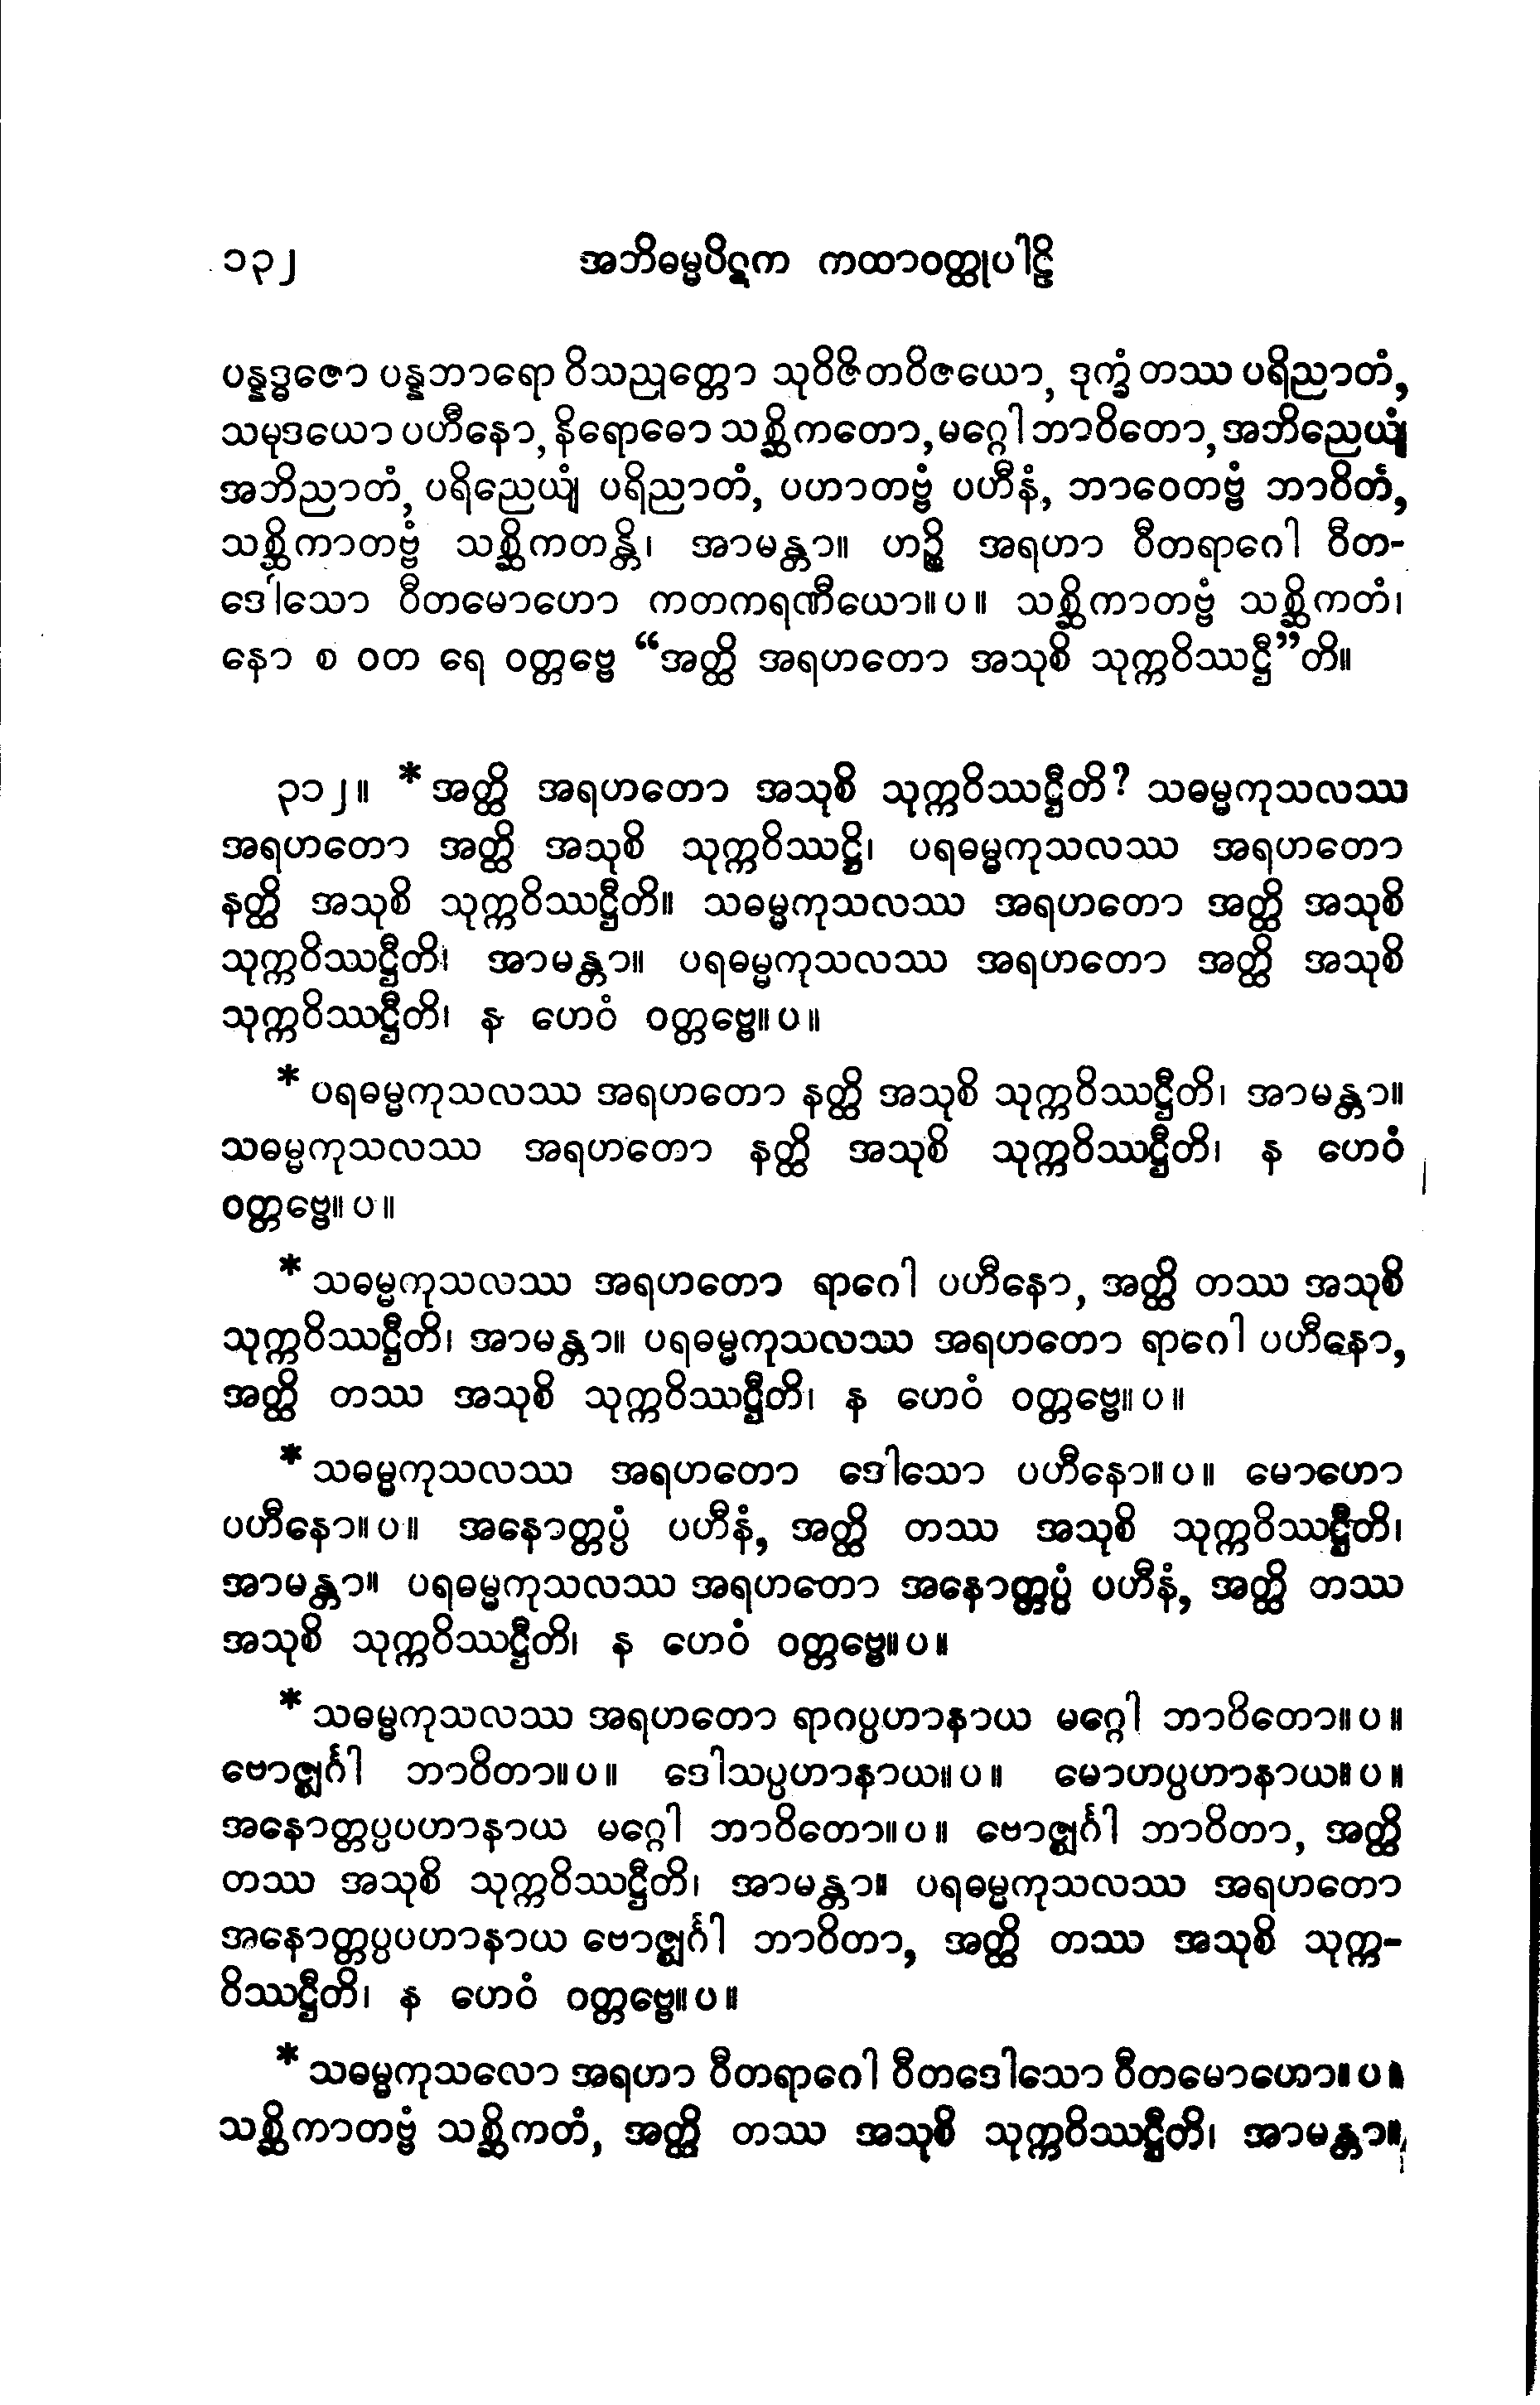 ၁၃၂ အဘိဓမ္မပိဋက ကထာဝတ္ထုပါဠိ
ပန္နဒ္ဓဇော ပန္နဘာရော ဝိသညုတ္တော သုဝိဇိတဝိဇယော, ဒုက္ခံ တဿ ပရိညာတံ,
သမုဒယော ပဟီနော, နိရောဓော သစ္ဆိကတော, မဂ္ဂေါ ဘာဝိတော, အဘိညေယျံ
အဘိညာတံ, ပရိညေယျံ ပရိညာတံ, ပဟာတဗ္ဗံ ပဟီနံ, ဘာဝေတဗ္ဗံ ဘာဝိတံ,
သစ္ဆိကာတဗ္ဗံ သစ္ဆိကတန္တိ၊ အာမန္တာ။ ဟဉ္စိ အရဟာ ဝီတရာဂေါ ဝီတ-
ဒေါသော ဝီတမောဟော ကတကရဏီယော။ပ။ သစ္ဆိကာတဗ္ဗံ သစ္ဆိကတံ၊
နော စ ဝတ ရေ ဝတ္တဗ္ဗေ “အတ္ထိ အရဟတော အသုစိ သုက္ကဝိဿဋ္ဌီ”တိ။
၃၁၂။ * အတ္ထိ အရဟတော အသုစိ သုက္ကဝိဿဋ္ဌီတိ? သဓမ္မကုသလဿ
အရဟတော အတ္ထိ အသုစိ သုက္ကဝိဿဋ္ဌိ၊ ပရဓမ္မကုသလဿ အရဟတော
နတ္ထိ အသုစိ သုက္ကဝိဿဋ္ဌီတိ။ သဓမ္မကုသလဿ အရဟတော အတ္ထိ အသုစိ
သုက္ကဝိဿဋ္ဌီတိ၊ အာမန္တာ။ ပရဓမ္မကုသလဿ အရဟတော အတ္ထိ အသုစိ
သုက္ကဝိဿဋ္ဌီတိ၊ န ဟေဝံ ဝတ္တဗ္ဗေ။ပ။
* ပရဓမ္မကုသလဿ အရဟတော နတ္ထိ အသုစိ သုက္ကဝိဿဋ္ဌီတိ၊ အာမန္တာ။
သဓမ္မကုသလဿ အရဟတော နတ္ထိ အသုစိ သုက္ကဝိဿဋ္ဌီတိ၊ န ဟေဝံ
ဝတ္တဗ္ဗေ။ပ။
* သဓမ္မကုသလဿ အရဟတော ရာဂေါ ပဟီနော, အတ္ထိ တဿ အသုစိ
သုက္ကဝိဿဋ္ဌီတိ၊ အာမန္တာ။ ပရဓမ္မကုသလဿ အရဟတော ရာဂေါ ပဟီနော,
အတ္ထိ တဿ အသုစိ သုက္ကဝိဿဋ္ဌီတိ၊ န ဟေဝံ ဝတ္တဗ္ဗေ။ပ။
* သဓမ္မကုသလဿ အရဟတော ဒေါသော ပဟီနော။ပ။ မောဟော
ပဟီနော။ပ။ အနောတ္တပ္ပံ ပဟီနံ, အတ္ထိ တဿ အသုစိ သုက္ကဝိဿဋ္ဌီတိ၊
အာမန္တာ။ ပရဓမ္မကုသလဿ အရဟတော အနောတ္တပ္ပံ ပဟီနံ, အတ္ထိ တဿ
အသုစိ သုက္ကဝိဿဋ္ဌီတိ၊ န ဟေဝံ ဝတ္တဗ္ဗေ။ပ။
* သဓမ္မကုသလဿ အရဟတော ရာဂပ္ပဟာနာယ မဂ္ဂေါ ဘာဝိတော။ပ။
ဗောဇ္ဈင်္ဂါ ဘာဝိတာ။ပ။ ဒေါသပ္ပဟာနာယ။ပ။ မောဟပ္ပဟာနာယ။ပ။
အနောတ္တပ္ပပဟာနာယ မဂ္ဂေါ ဘာဝိတော။ပ။ ဗောဇ္ဈင်္ဂါ ဘာဝိတာ, အတ္ထိ
တဿ အသုစိ သုက္ကဝိဿဋ္ဌီတိ၊ အာမန္တာ။ ပရဓမ္မကုသလဿ အရဟတော
အနောတ္တပ္ပပဟာနာယ ဗောဇ္ဈင်္ဂါ ဘာဝိတာ, အတ္ထိ တဿ အသုစိ သုက္က-
ဝိဿဋ္ဌီတိ၊ န ဟေဝံ ဝတ္တဗ္ဗေ။ပ။
* သဓမ္မကုသလော အရဟာ ဝီတရာဂေါ ဝီတဒေါသော ဝီတမောဟော။ပ။
သစ္ဆိကာတဗ္ဗံ သစ္ဆိကတံ, အတ္ထိ တဿ အသုစိ သုက္ကဝိဿဋ္ဌီတိ၊ အာမန္တာ။